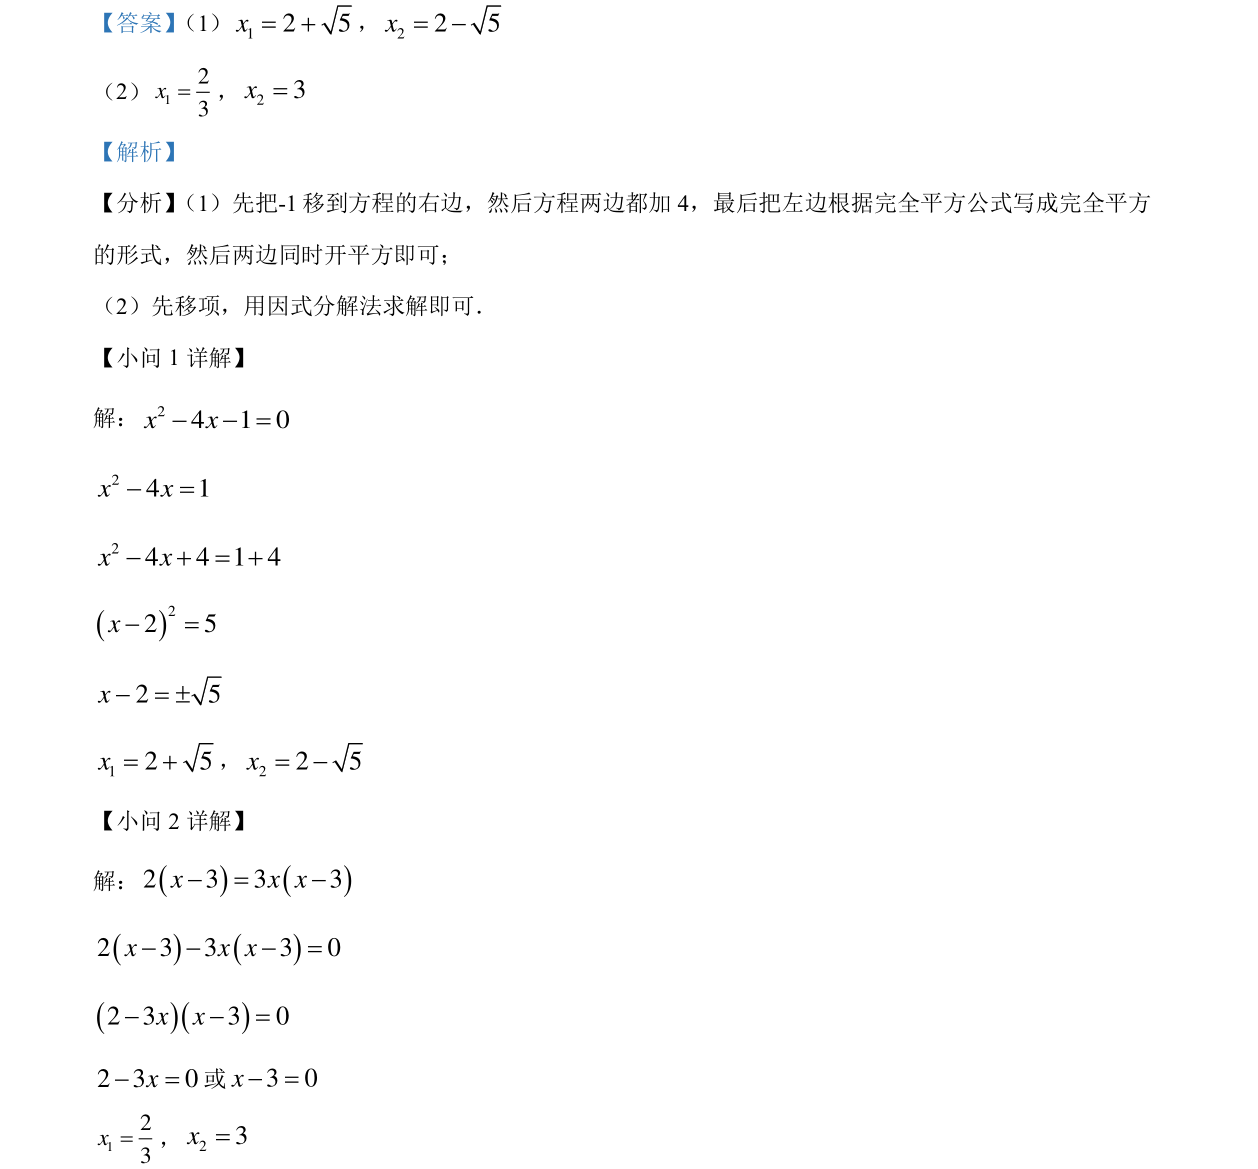 【答案】（1）x₁ = 2 + √5，x₂ = 2 − √5
（2）x₁ = 2/3，x₂ = 3
【解析】
【分析】（1）先把-1 移到方程的右边，然后方程两边都加 4，最后把左边根据完全平方公式写成完全平方
的形式，然后两边同时开平方即可；
（2）先移项，用因式分解法求解即可．
【小问 1 详解】
解：x² − 4x − 1 = 0
x² − 4x = 1
x² − 4x + 4 = 1 + 4
(x − 2)² = 5
x − 2 = ±√5
x₁ = 2 + √5，x₂ = 2 − √5
【小问 2 详解】
解：2(x − 3) = 3x(x − 3)
2(x − 3) − 3x(x − 3) = 0
(2 − 3x)(x − 3) = 0
2 − 3x = 0 或 x − 3 = 0
x₁ = 2/3，x₂ = 3